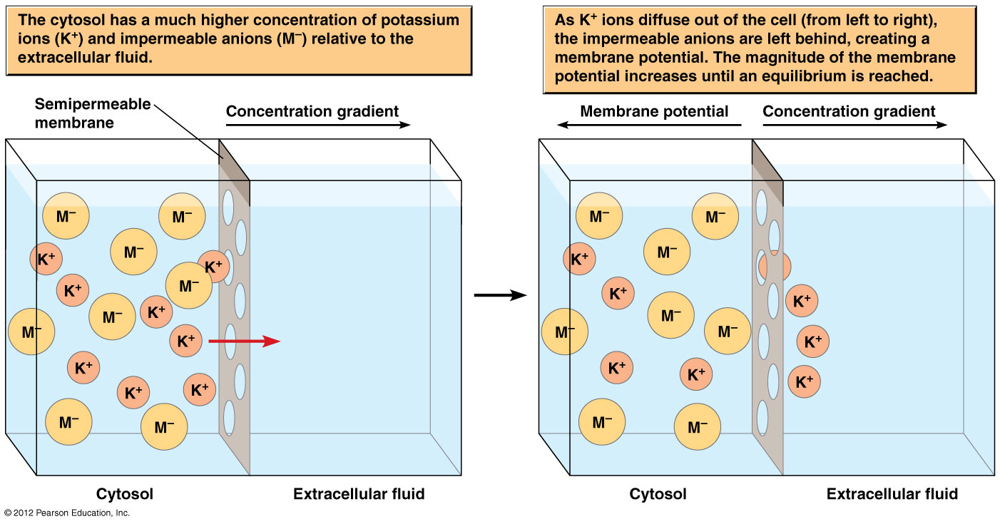 The cytosol has a much higher concentration of potassium
ions (K⁺) and impermeable anions (M⁻) relative to the
extracellular fluid.
As K⁺ ions diffuse out of the cell (from left to right),
the impermeable anions are left behind, creating a
membrane potential. The magnitude of the membrane
potential increases until an equilibrium is reached.
Semipermeable
membrane
Concentration gradient
Membrane potential
Concentration gradient
M⁻
M⁻
M⁻
K⁺
K⁺
M⁻
K⁺
M⁻
K⁺
M⁻
K⁺
K⁺
K⁺
K⁺
M⁻
M⁻
M⁻
M⁻
M⁻
K⁺
K⁺
K⁺
M⁻
M⁻
M⁻
K⁺
K⁺
K⁺
K⁺
M⁻
M⁻
Cytosol
Extracellular fluid
Cytosol
Extracellular fluid
© 2012 Pearson Education, Inc.